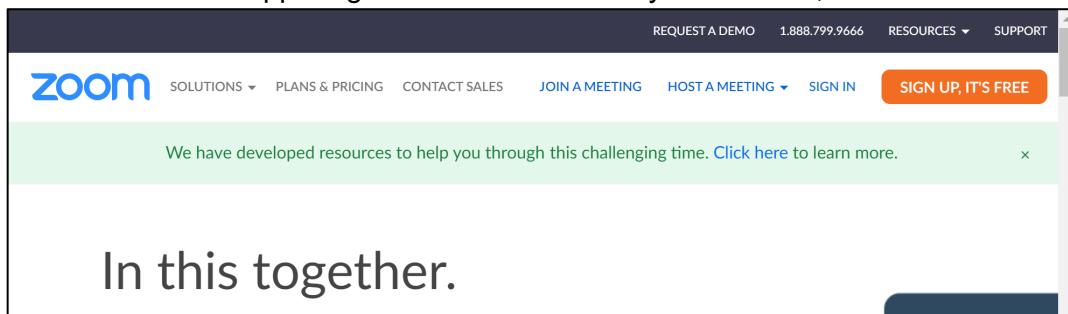 REQUEST A DEMO 1.888.799.9666 RESOURCES SUPPORT
zoom SOLUTIONS PLANS & PRICING CONTACT SALES JOIN A MEETING HOST A MEETING SIGN IN SIGN UP, IT'S FREE
We have developed resources to help you through this challenging time. Click here to learn more. ×
In this together.